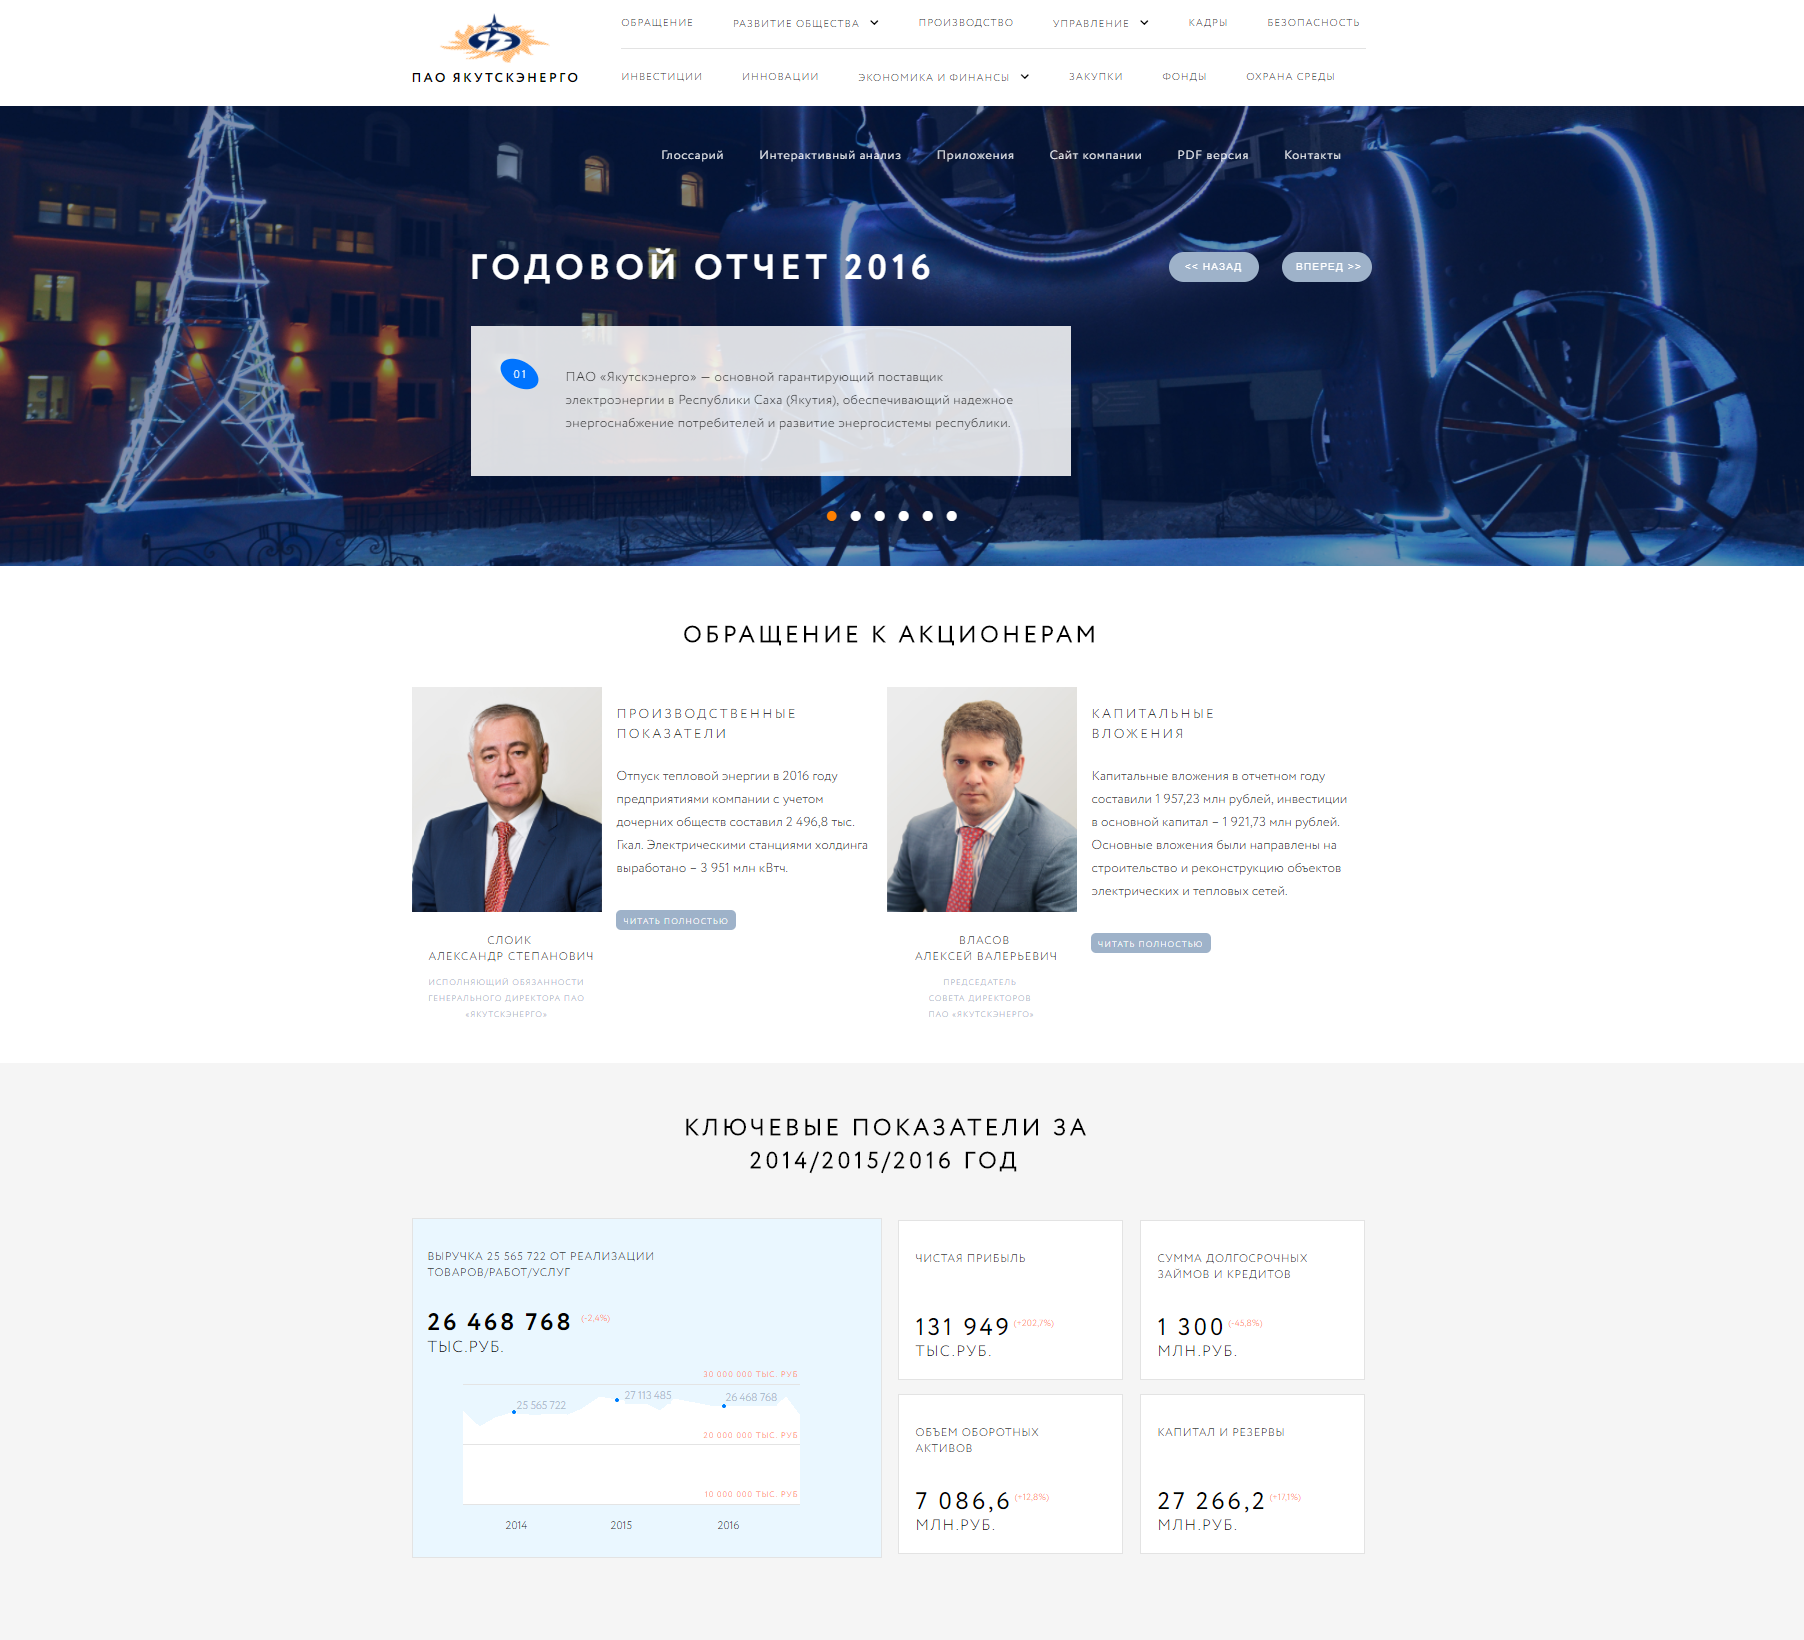 ОБРАЩЕНИЕ РАЗВИТИЕ ОБЩЕСТВА ПРОИЗВОДСТВО УПРАВЛЕНИЕ КАДРЫ БЕЗОПАСНОСТЬ
ПАО ЯКУТСКЭНЕРГО
ИНВЕСТИЦИИ ИННОВАЦИИ ЭКОНОМИКА И ФИНАНСЫ ЗАКУПКИ ФОНДЫ ОХРАНА СРЕДЫ
Глоссарий Интерактивный анализ Приложения Сайт компании PDF версия Контакты
ГОДОВОЙ ОТЧЕТ 2016
<< НАЗАД ВПЕРЕД >>
01
ПАО «Якутскэнерго» — основной гарантирующий поставщик
электроэнергии в Республики Саха (Якутия), обеспечивающий надежное
энергоснабжение потребителей и развитие энергосистемы республики.
ОБРАЩЕНИЕ К АКЦИОНЕРАМ
ПРОИЗВОДСТВЕННЫЕ
ПОКАЗАТЕЛИ
Отпуск тепловой энергии в 2016 году
предприятиями компании с учетом
дочерних обществ составил 2 496,8 тыс.
Гкал. Электрическими станциями холдинга
выработано – 3 951 млн кВтч.
ЧИТАТЬ ПОЛНОСТЬЮ
СЛОИК
АЛЕКСАНДР СТЕПАНОВИЧ
ИСПОЛНЯЮЩИЙ ОБЯЗАННОСТИ
ГЕНЕРАЛЬНОГО ДИРЕКТОРА ПАО
«ЯКУТСКЭНЕРГО»
КАПИТАЛЬНЫЕ
ВЛОЖЕНИЯ
Капитальные вложения в отчетном году
составили 1 957,23 млн рублей, инвестиции
в основной капитал – 1 921,73 млн рублей.
Основные вложения были направлены на
строительство и реконструкцию объектов
электрических и тепловых сетей.
ЧИТАТЬ ПОЛНОСТЬЮ
ВЛАСОВ
АЛЕКСЕЙ ВАЛЕРЬЕВИЧ
ПРЕДСЕДАТЕЛЬ
СОВЕТА ДИРЕКТОРОВ
ПАО «ЯКУТСКЭНЕРГО»
КЛЮЧЕВЫЕ ПОКАЗАТЕЛИ ЗА
2014/2015/2016 ГОД
ВЫРУЧКА 25 565 722 ОТ РЕАЛИЗАЦИИ
ТОВАРОВ/РАБОТ/УСЛУГ
26 468 768 (-2,4%)
ТЫС.РУБ.
30 000 000 ТЫС. РУБ
25 565 722 27 113 485 26 468 768
20 000 000 ТЫС. РУБ
10 000 000 ТЫС. РУБ
2014 2015 2016
ЧИСТАЯ ПРИБЫЛЬ
131 949 (+202,7%)
ТЫС.РУБ.
СУММА ДОЛГОСРОЧНЫХ
ЗАЙМОВ И КРЕДИТОВ
1 300 (-45,8%)
МЛН.РУБ.
ОБЪЕМ ОБОРОТНЫХ
АКТИВОВ
7 086,6 (+12,8%)
МЛН.РУБ.
КАПИТАЛ И РЕЗЕРВЫ
27 266,2 (+17,1%)
МЛН.РУБ.